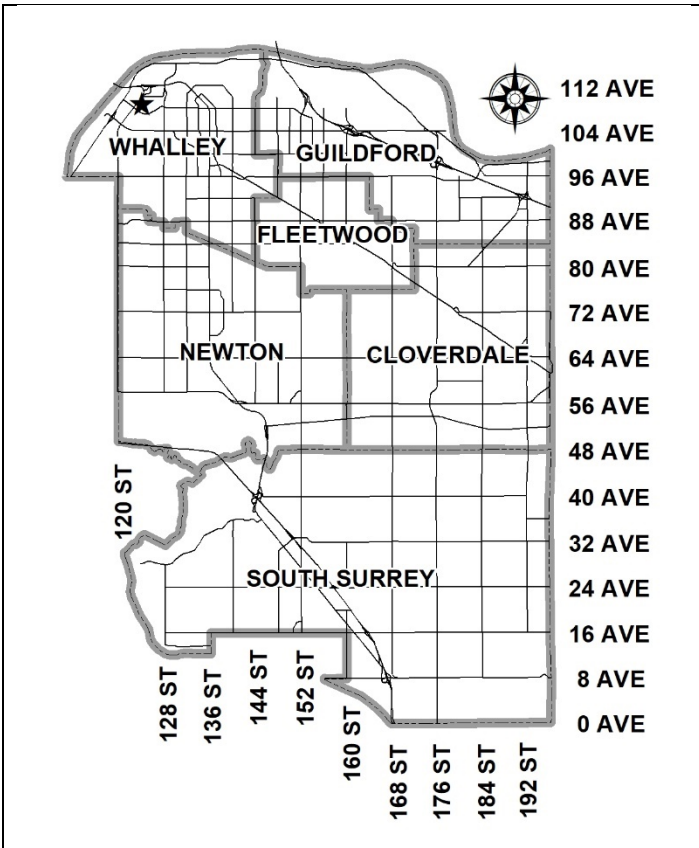 112 AVE
104 AVE
WHALLEY
GUILDFORD
96 AVE
88 AVE
FLEETWOOD
80 AVE
72 AVE
NEWTON
CLOVERDALE
64 AVE
56 AVE
48 AVE
120 ST
40 AVE
32 AVE
SOUTH SURREY
24 AVE
16 AVE
128 ST
136 ST
144 ST
152 ST
160 ST
8 AVE
0 AVE
168 ST
176 ST
184 ST
192 ST